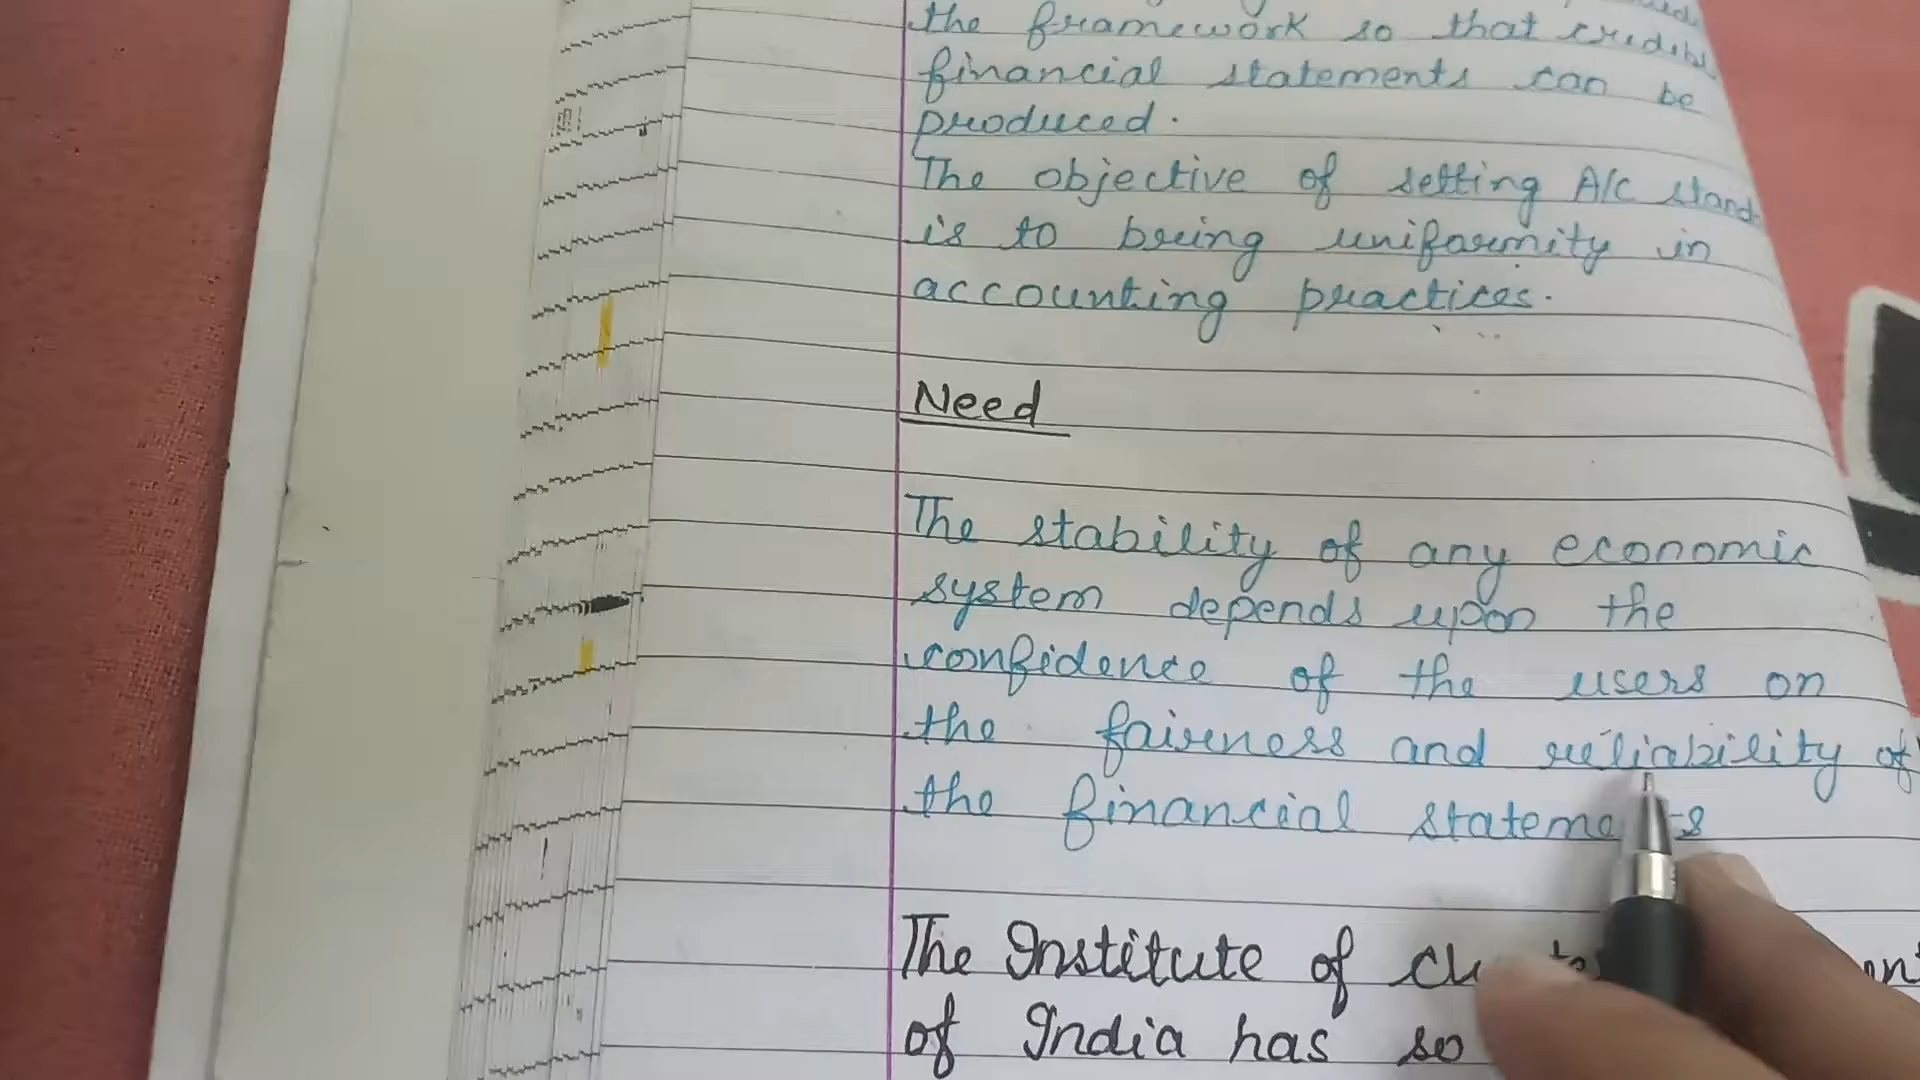 the framework so that credibl
financial statements can be
produced.
The objective of setting A/C stand.
is to bring uniformity in
accounting practices.
Need
The stability of any economic
system depends upon the
confidence of the users on
the fairness and reliability of
the financial
The Institute of
of India has so